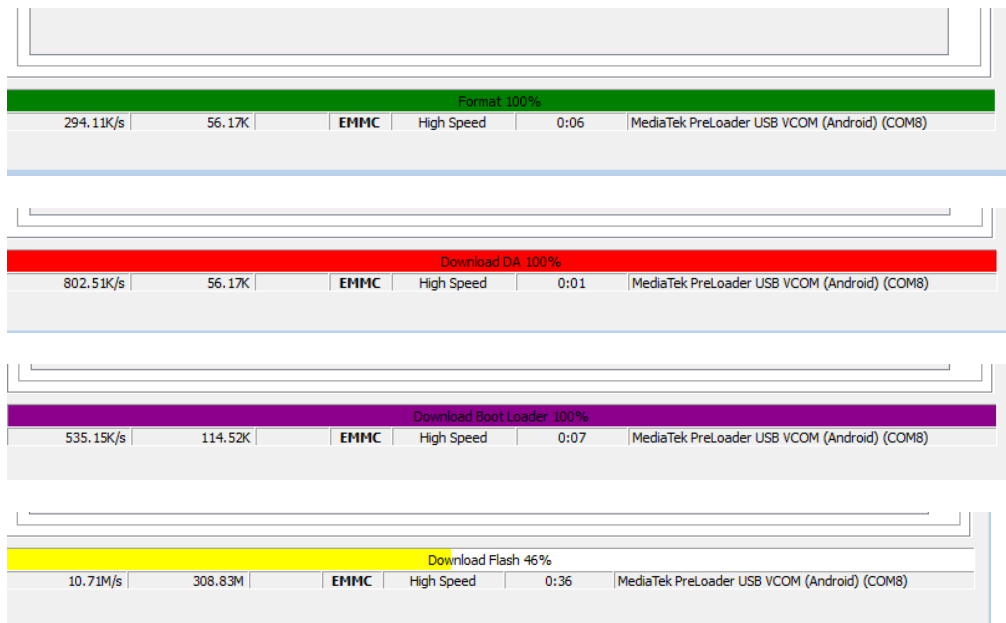 Format 100%
294.11K/s 56.17K EMMC High Speed 0:06 MediaTek PreLoader USB VCOM (Android) (COM8)
Download DA 100%
802.51K/s 56.17K EMMC High Speed 0:01 MediaTek PreLoader USB VCOM (Android) (COM8)
Download Boot Loader 100%
535.15K/s 114.52K EMMC High Speed 0:07 MediaTek PreLoader USB VCOM (Android) (COM8)
Download Flash 46%
10.71M/s 308.83M EMMC High Speed 0:36 MediaTek PreLoader USB VCOM (Android) (COM8)